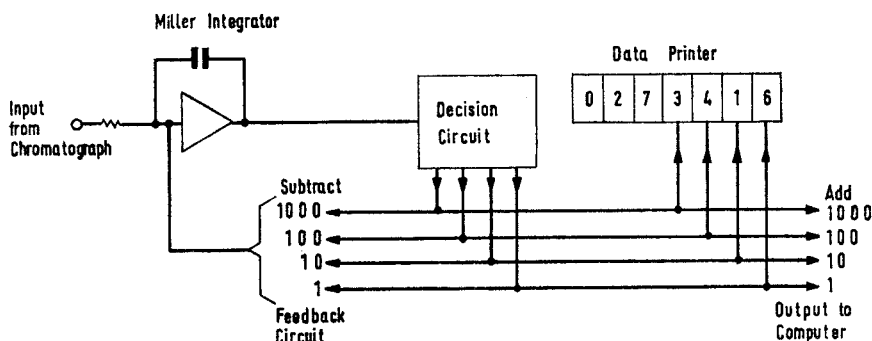 Miller Integrator
Input
from
Chromatograph
Decision
Circuit
Data Printer
0 2 7 3 4 1 6
Subtract
1000
100
10
1
Feedback
Circuit
Add
1000
100
10
1
Output to
Computer